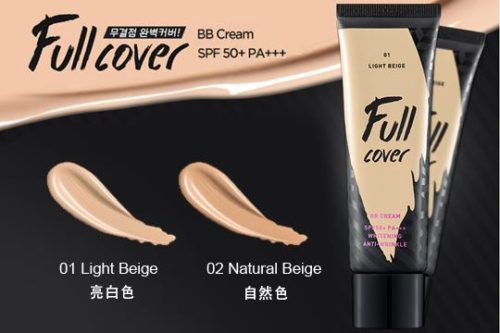 무결점 완벽커버!
Full cover
BB Cream
SPF 50+ PA+++
01
LIGHT BEIGE
Full
cover
BB CREAM
SPF50+ PA+++
WHITENING
ANTI-WRINKLE
01 Light Beige
02 Natural Beige
亮白色
自然色